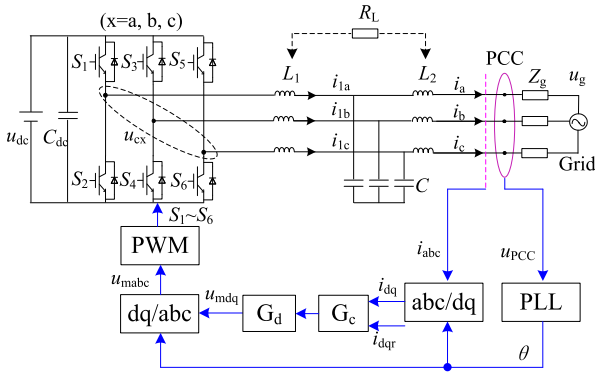 (x=a, b, c)
R_L
S_1 S_3 S_5
L_1 i_1a L_2 i_a PCC Z_g u_g
u_dc C_dc u_cx i_1b i_b
i_1c i_c Grid
S_2 S_4 S_6 C
S_1~S_6
PWM i_abc u_PCC
u_mabc u_mdq i_dq
dq/abc G_d G_c abc/dq PLL
i_dqr
θ